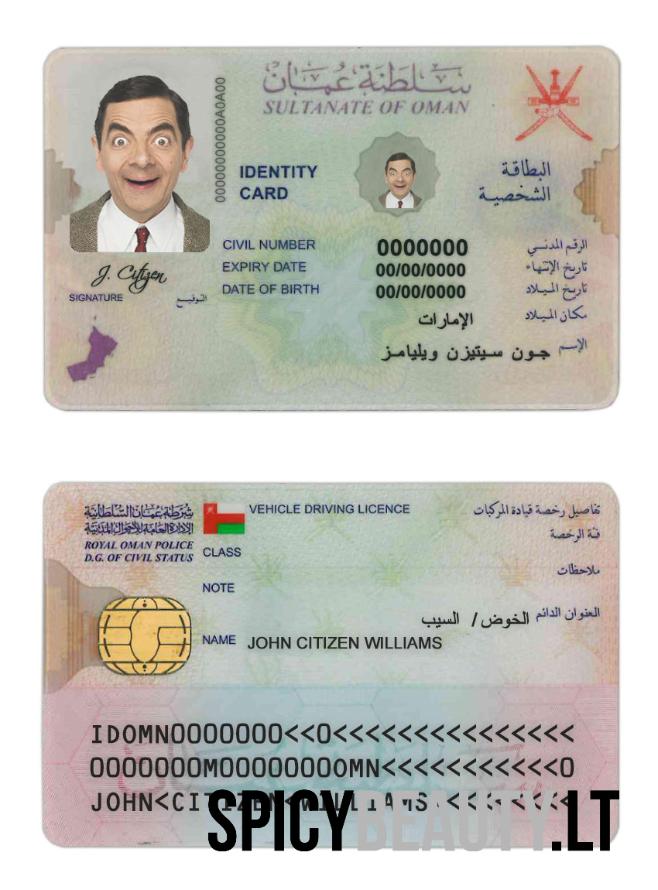 سلطنة عمان
SULTANATE OF OMAN
00000000000A0A00
IDENTITY
CARD
البطاقة
الشخصية
CIVIL NUMBER 0000000 الرقم المدني
EXPIRY DATE 00/00/0000 تاريخ الإنتهاء
DATE OF BIRTH 00/00/0000 تاريخ الميلاد
الإمارات مكان الميلاد
جون سيتيزن ويليامز الإسم
J. Citizen
SIGNATURE التوقيع
شرطة عمان السلطانية
الإدارة العامة للأحوال المدنية
ROYAL OMAN POLICE
D.G. OF CIVIL STATUS
VEHICLE DRIVING LICENCE تفاصيل رخصة قيادة المركبات
CLASS فئة الرخصة
NOTE ملاحظات
العنوان الدائم الخوض / السيب
NAME JOHN CITIZEN WILLIAMS
IDOMN0000000<<0<<<<<<<<<<<<<<<
0000000M00000000OMN<<<<<<<<<<<0
JOHN<CITIZEN<WILLIAMS<<<<<<<<
SPICYBEAUTY.LT